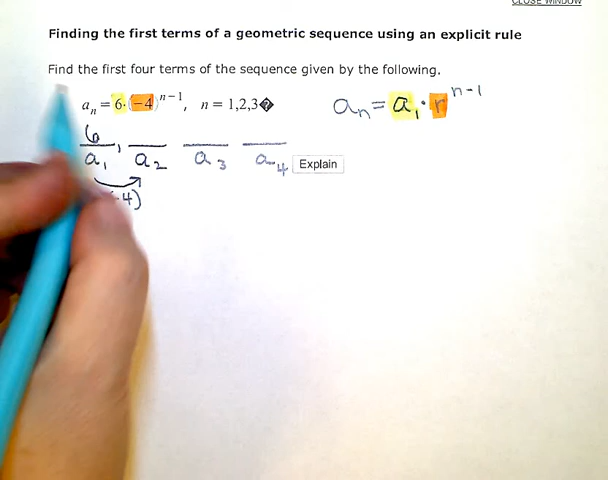 CLOSE WINDOW
Finding the first terms of a geometric sequence using an explicit rule
Find the first four terms of the sequence given by the following.
aₙ = 6·(−4)ⁿ⁻¹, n = 1,2,3� aₙ = a₁·rⁿ⁻¹
6 ,
a₁ a₂ a₃ a₄ Explain
4)